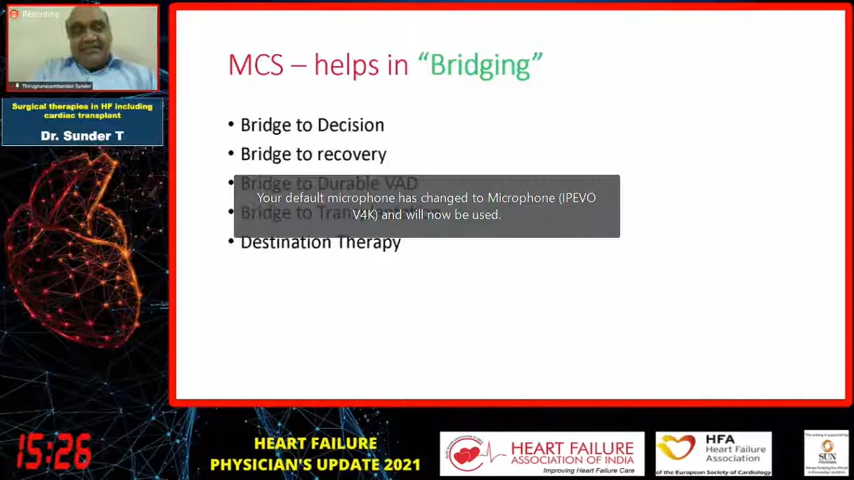 Recording
Thirugnanasambandan Sunder
Surgical therapies in HF including
cardiac transplant
Dr. Sunder T
MCS – helps in “Bridging”
• Bridge to Decision
• Bridge to recovery
• Bridge to Durable VAD
Your default microphone has changed to Microphone (IPEVO
V4K) and will now be used.
• Bridge to
• Destination Therapy
15:26
HEART FAILURE
PHYSICIAN'S UPDATE 2021
HEART FAILURE
ASSOCIATION OF INDIA
Improving Heart Failure Care
HFA
Heart Failure
Association
of the European Society of Cardiology
SUN